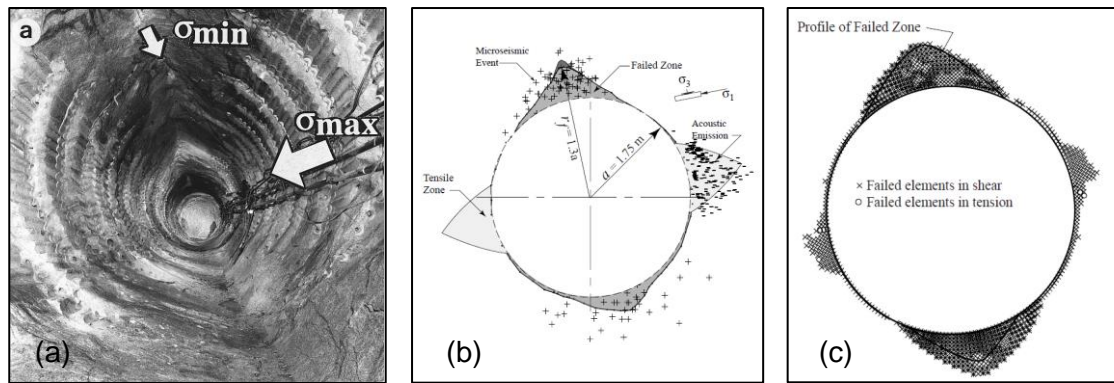 a
σmin
σmax
(a)
Microseismic
Event
Failed Zone
σ3
σ1
rf = 1.3a
a = 1.75 m
Acoustic
Emission
Tensile
Zone
(b)
Profile of Failed Zone
× Failed elements in shear
○ Failed elements in tension
(c)